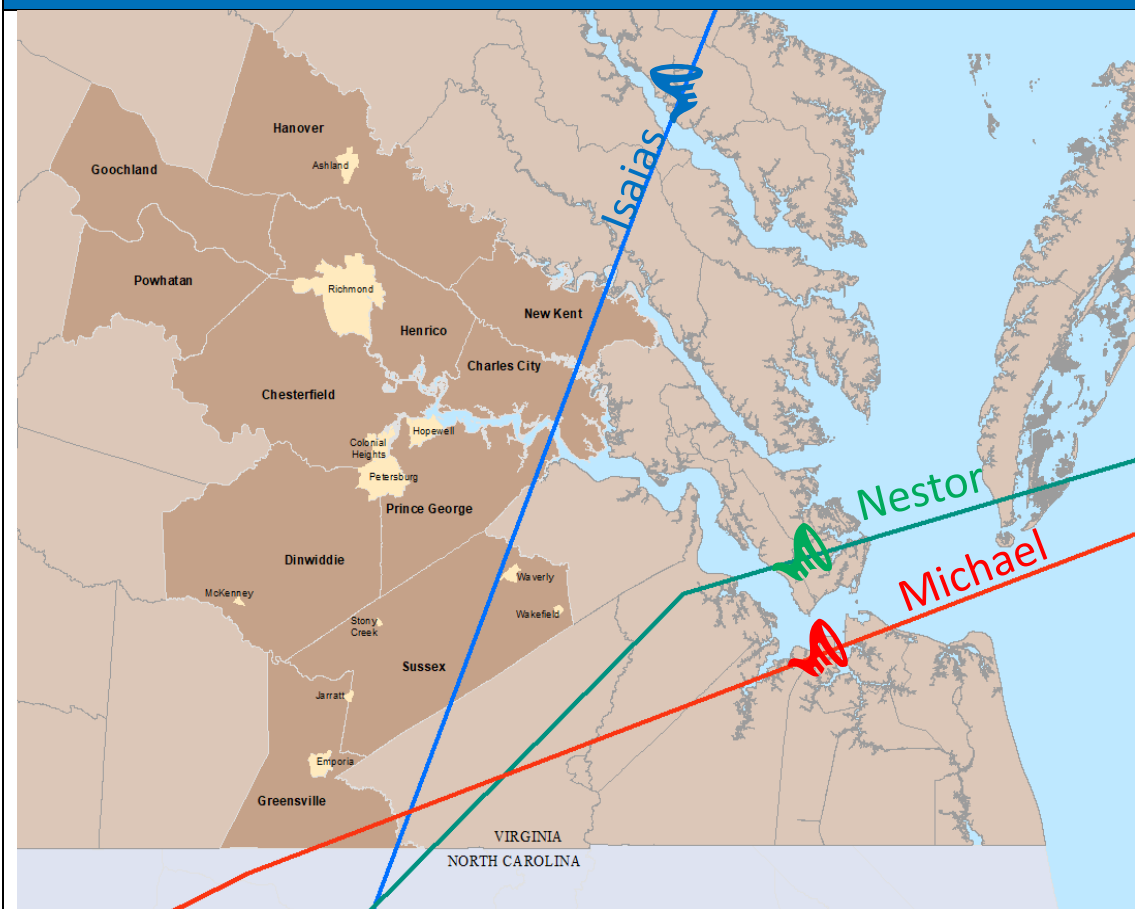 Hanover
Ashland
Goochland
Isaias
Powhatan
Richmond
New Kent
Henrico
Charles City
Chesterfield
Hopewell
Colonial
Heights
Petersburg
Nestor
Prince George
Dinwiddie
Michael
Waverly
McKenney
Wakefield
Stony
Creek
Sussex
Jarratt
Emporia
Greensville
VIRGINIA
NORTH CAROLINA